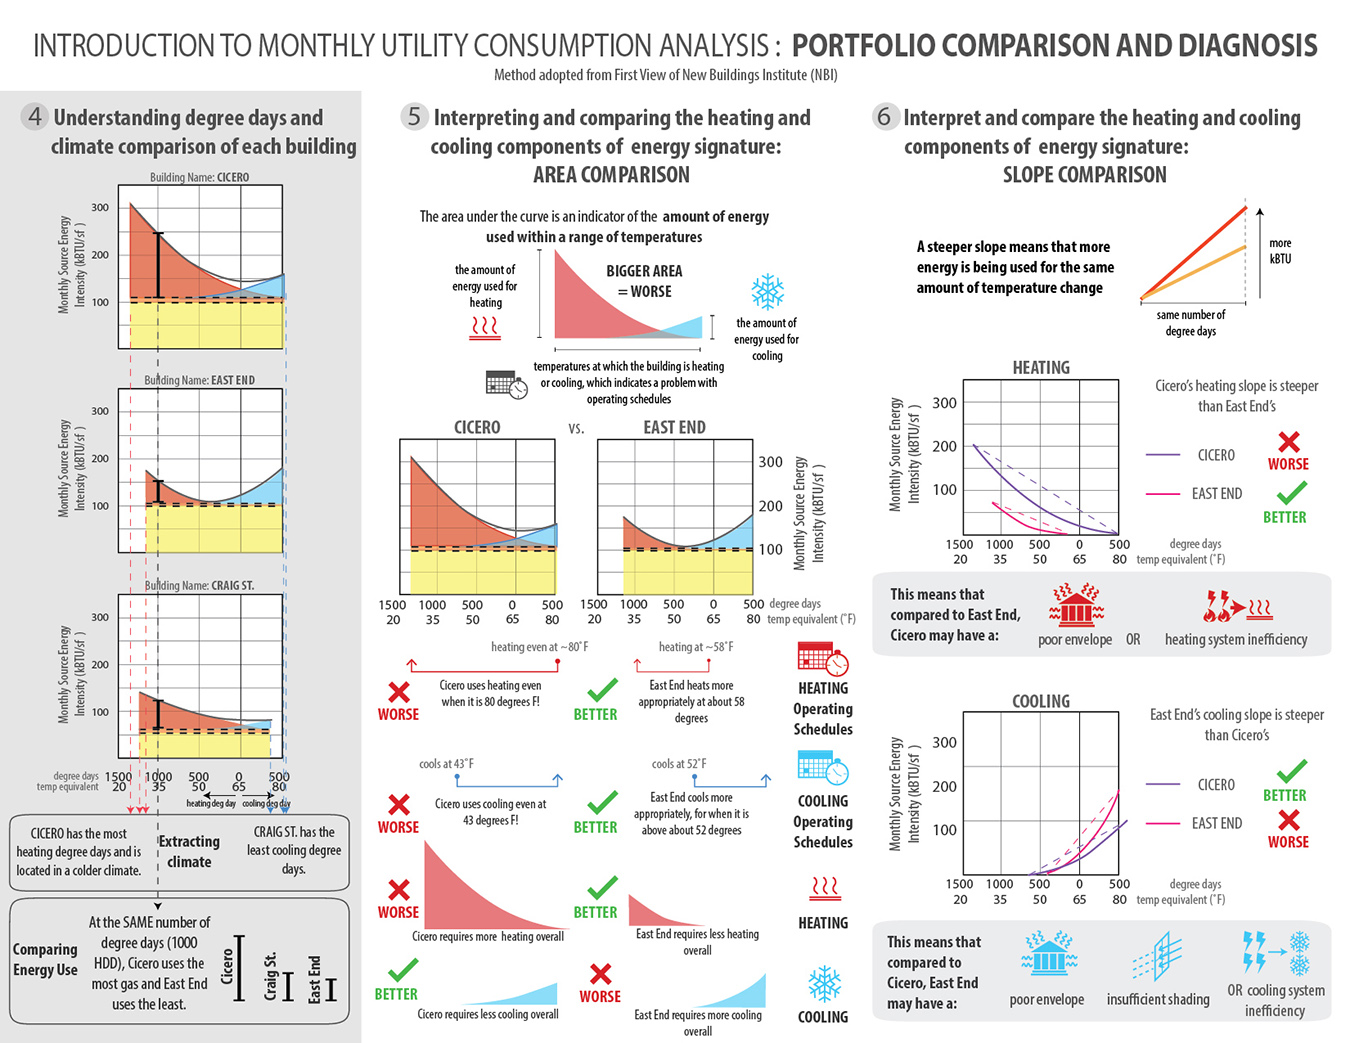 INTRODUCTION TO MONTHLY UTILITY CONSUMPTION ANALYSIS : PORTFOLIO COMPARISON AND DIAGNOSIS
Method adopted from First View of New Buildings Institute (NBI)
4 Understanding degree days and
climate comparison of each building
Building Name: CICERO
Monthly Source Energy
Intensity (kBTU/sf )
300
200
100
Building Name: EAST END
Monthly Source Energy
Intensity (kBTU/sf )
300
200
100
Building Name: CRAIG ST.
Monthly Source Energy
Intensity (kBTU/sf )
300
200
100
degree days 1500 1000 500 0 500
temp equivalent 20 35 50 65 80
heating deg day cooling deg day
CICERO has the most
heating degree days and is
located in a colder climate.
Extracting
climate
CRAIG ST. has the
least cooling degree
days.
Comparing
Energy Use
At the SAME number of
degree days (1000
HDD), Cicero uses the
most gas and East End
uses the least.
Cicero
Craig St.
East End
5 Interpreting and comparing the heating and
cooling components of energy signature:
AREA COMPARISON
The area under the curve is an indicator of the amount of energy
used within a range of temperatures
the amount of
energy used for
heating
BIGGER AREA
= WORSE
the amount of
energy used for
cooling
temperatures at which the building is heating
or cooling, which indicates a problem with
operating schedules
CICERO VS. EAST END
300
200
100
Monthly Source Energy
Intensity (kBTU/sf )
1500 1000 500 0 500 1500 1000 500 0 500 degree days
20 35 50 65 80 20 35 50 65 80 temp equivalent (˚F)
heating even at ~80˚F
heating at ~58˚F
WORSE
Cicero uses heating even
when it is 80 degrees F!
BETTER
East End heats more
appropriately at about 58
degrees
HEATING
Operating
Schedules
cools at 43˚F
cools at 52˚F
WORSE
Cicero uses cooling even at
43 degrees F!
BETTER
East End cools more
appropriately, for when it is
above about 52 degrees
COOLING
Operating
Schedules
WORSE
Cicero requires more heating overall
BETTER
East End requires less heating
overall
HEATING
BETTER
Cicero requires less cooling overall
WORSE
East End requires more cooling
overall
COOLING
6 Interpret and compare the heating and cooling
components of energy signature:
SLOPE COMPARISON
A steeper slope means that more
energy is being used for the same
amount of temperature change
more
kBTU
same number of
degree days
HEATING
Monthly Source Energy
Intensity (kBTU/sf )
300
200
100
1500 1000 500 65 500 degree days
20 35 50 65 80 temp equivalent (˚F)
Cicero's heating slope is steeper
than East End's
CICERO
WORSE
EAST END
BETTER
This means that
compared to East End,
Cicero may have a:
poor envelope OR heating system inefficiency
COOLING
Monthly Source Energy
Intensity (kBTU/sf )
300
200
100
1500 1000 500 0 500 degree days
20 35 50 65 80 temp equivalent (˚F)
East End's cooling slope is steeper
than Cicero's
CICERO
BETTER
EAST END
WORSE
This means that
compared to
Cicero, East End
may have a:
poor envelope
insufficient shading
OR cooling system
inefficiency